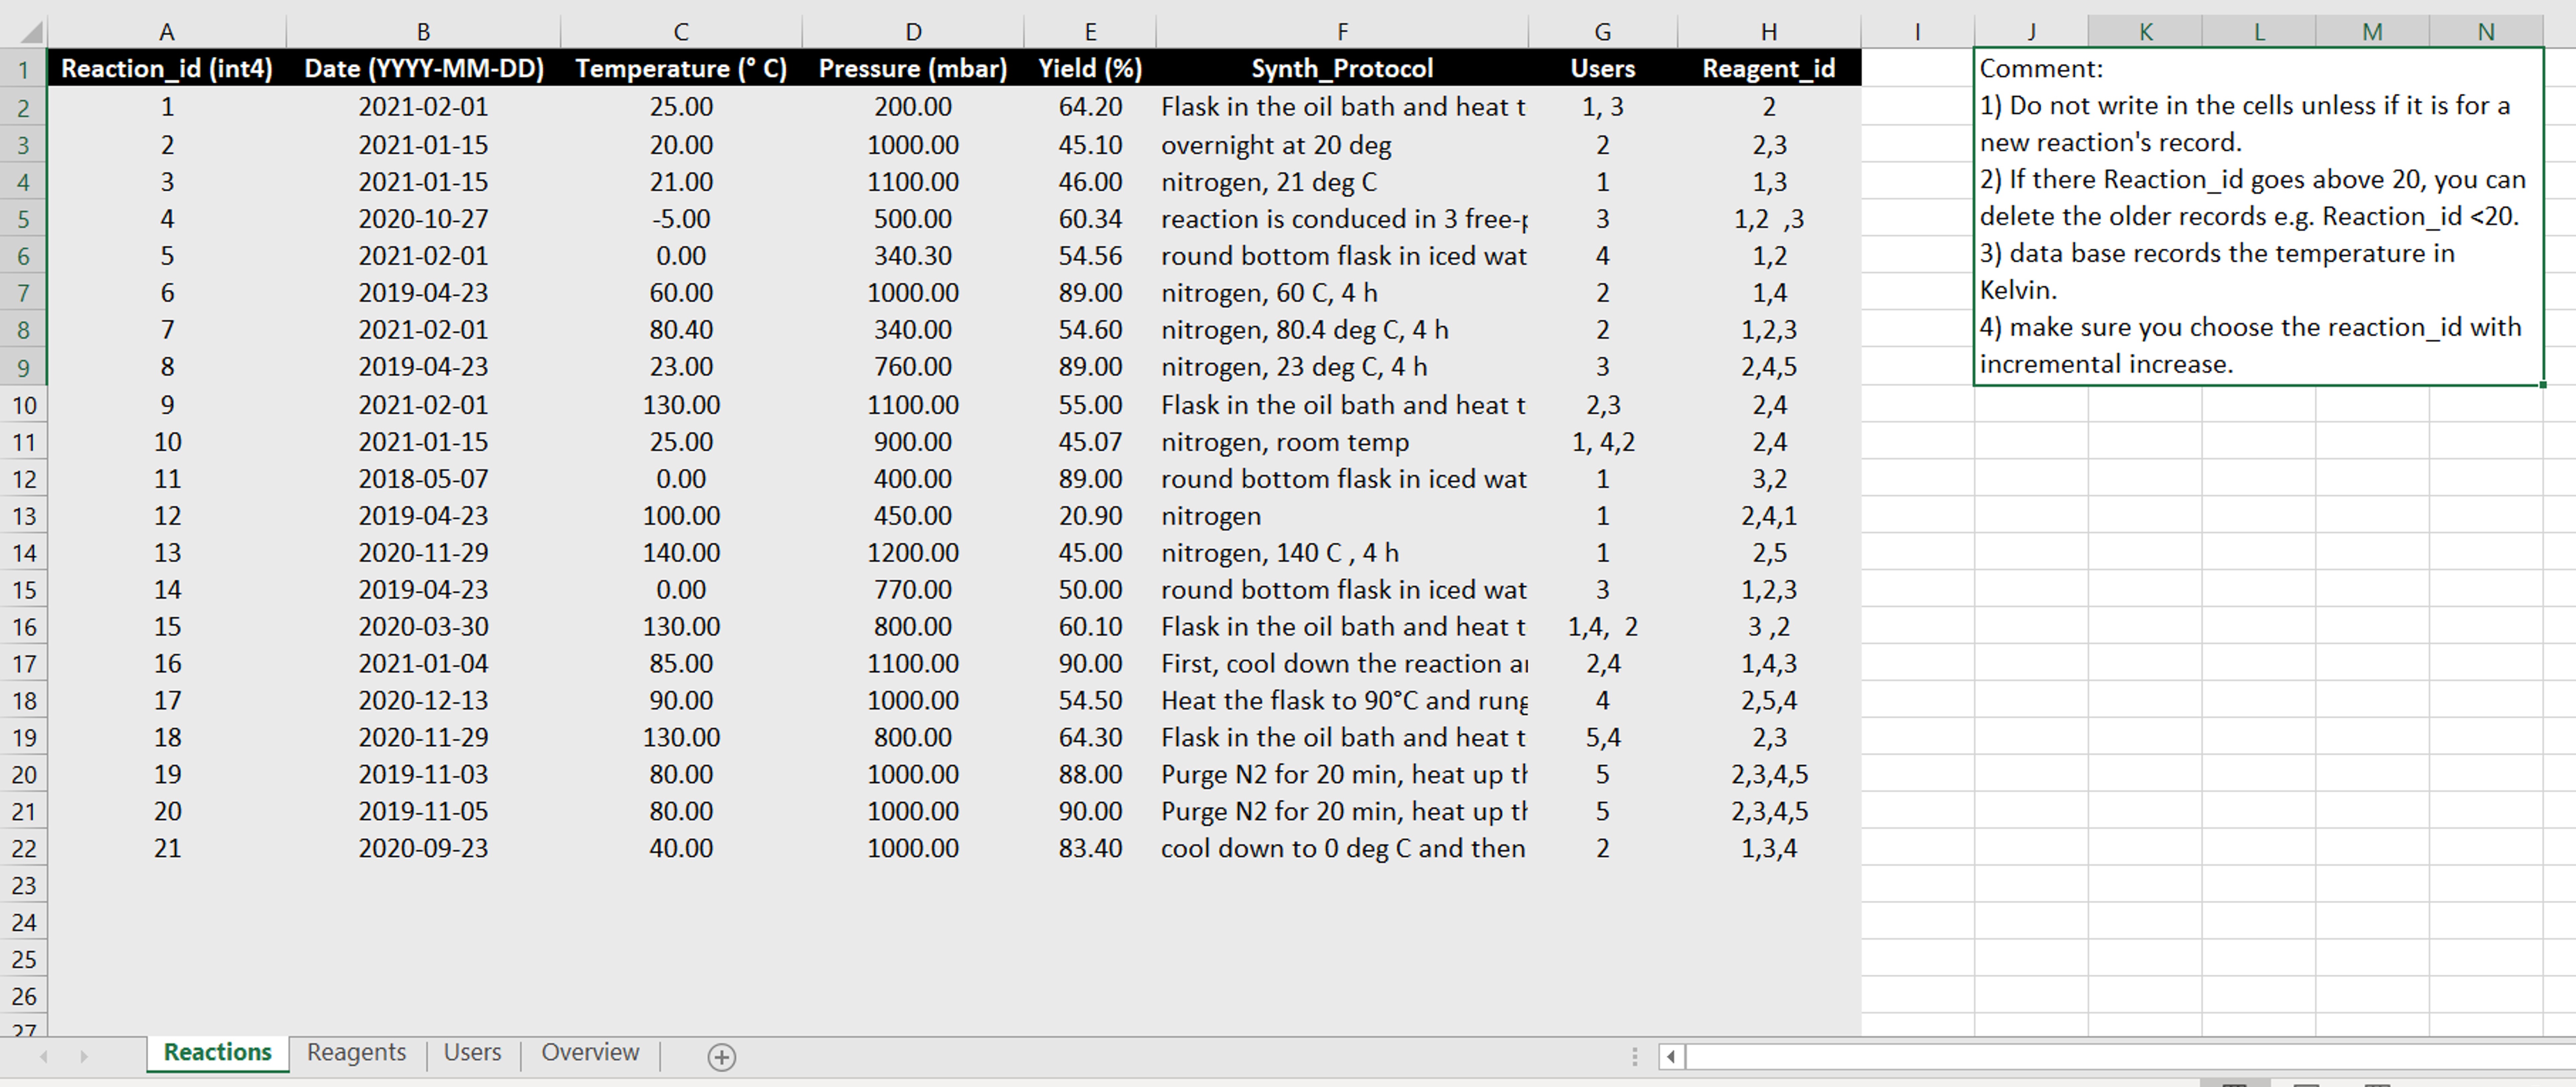 A B C D E F G H I J K L M N
1 Reaction_id (int4) Date (YYYY-MM-DD) Temperature (° C) Pressure (mbar) Yield (%) Synth_Protocol Users Reagent_id
2 1 2021-02-01 25.00 200.00 64.20 Flask in the oil bath and heat t 1, 3 2
3 2 2021-01-15 20.00 1000.00 45.10 overnight at 20 deg 2 2,3
4 3 2021-01-15 21.00 1100.00 46.00 nitrogen, 21 deg C 1 1,3
5 4 2020-10-27 -5.00 500.00 60.34 reaction is conduced in 3 free-p 3 1,2  ,3
6 5 2021-02-01 0.00 340.30 54.56 round bottom flask in iced wat 4 1,2
7 6 2019-04-23 60.00 1000.00 89.00 nitrogen, 60 C, 4 h 2 1,4
8 7 2021-02-01 80.40 340.00 54.60 nitrogen, 80.4 deg C, 4 h 2 1,2,3
9 8 2019-04-23 23.00 760.00 89.00 nitrogen, 23 deg C, 4 h 3 2,4,5
10 9 2021-02-01 130.00 1100.00 55.00 Flask in the oil bath and heat t 2,3 2,4
11 10 2021-01-15 25.00 900.00 45.07 nitrogen, room temp 1, 4,2 2,4
12 11 2018-05-07 0.00 400.00 89.00 round bottom flask in iced wat 1 3,2
13 12 2019-04-23 100.00 450.00 20.90 nitrogen 1 2,4,1
14 13 2020-11-29 140.00 1200.00 45.00 nitrogen, 140 C , 4 h 1 2,5
15 14 2019-04-23 0.00 770.00 50.00 round bottom flask in iced wat 3 1,2,3
16 15 2020-03-30 130.00 800.00 60.10 Flask in the oil bath and heat t 1,4,  2 3 ,2
17 16 2021-01-04 85.00 1100.00 90.00 First, cool down the reaction ar 2,4 1,4,3
18 17 2020-12-13 90.00 1000.00 54.50 Heat the flask to 90°C and rung 4 2,5,4
19 18 2020-11-29 130.00 800.00 64.30 Flask in the oil bath and heat t 5,4 2,3
20 19 2019-11-03 80.00 1000.00 88.00 Purge N2 for 20 min, heat up th 5 2,3,4,5
21 20 2019-11-05 80.00 1000.00 90.00 Purge N2 for 20 min, heat up th 5 2,3,4,5
22 21 2020-09-23 40.00 1000.00 83.40 cool down to 0 deg C and then 2 1,3,4
23
24
25
26
27
Comment:
1) Do not write in the cells unless if it is for a
new reaction's record.
2) If there Reaction_id goes above 20, you can
delete the older records e.g. Reaction_id <20.
3) data base records the temperature in
Kelvin.
4) make sure you choose the reaction_id with
incremental increase.
Reactions Reagents Users Overview